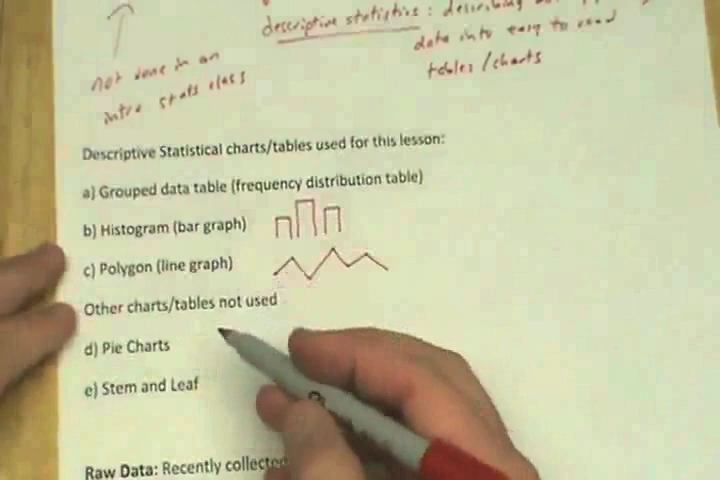 descriptive statistics : describing
data into easy to read
tables/charts
not done in an
intro stats class
Descriptive Statistical charts/tables used for this lesson:
a) Grouped data table (frequency distribution table)
b) Histogram (bar graph)
c) Polygon (line graph)
Other charts/tables not used
d) Pie Charts
e) Stem and Leaf
Raw Data: Recently collected